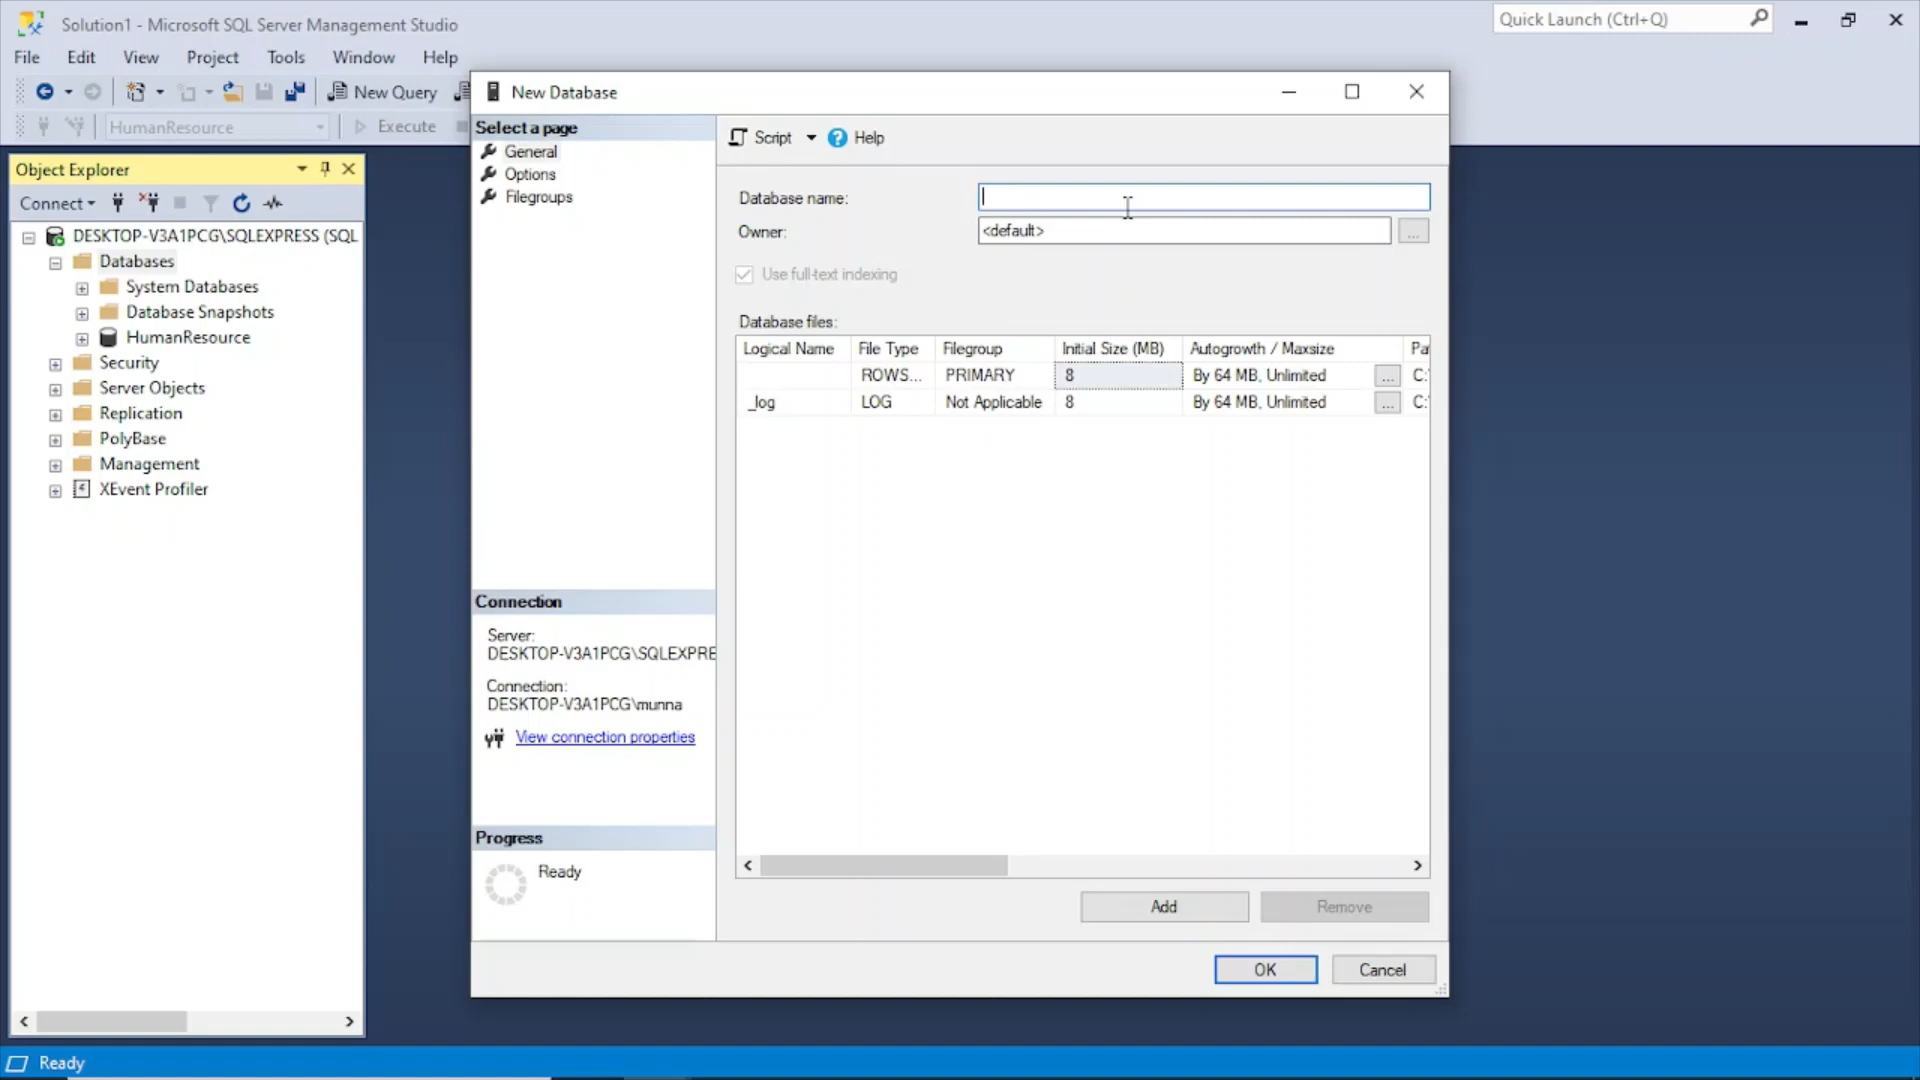 Solution1 - Microsoft SQL Server Management Studio
Quick Launch (Ctrl+Q)
File Edit View Project Tools Window Help
New Query
HumanResource Execute
Object Explorer
Connect
DESKTOP-V3A1PCG\SQLEXPRESS (SQL
Databases
System Databases
Database Snapshots
HumanResource
Security
Server Objects
Replication
PolyBase
Management
XEvent Profiler
New Database
Select a page
General
Options
Filegroups
Connection
Server:
DESKTOP-V3A1PCG\SQLEXPRE
Connection:
DESKTOP-V3A1PCG\munna
View connection properties
Progress
Ready
Script Help
Database name:
Owner: <default> ...
Use full-text indexing
Database files:
Logical Name File Type Filegroup Initial Size (MB) Autogrowth / Maxsize Pa
ROWS... PRIMARY 8 By 64 MB, Unlimited ... C:
_log LOG Not Applicable 8 By 64 MB, Unlimited ... C:
Add Remove
OK Cancel
Ready